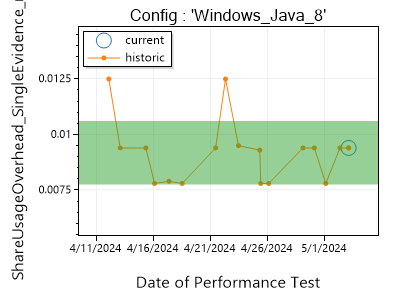 Config : 'Windows_Java_8'
current
historic
0.0125
0.01
0.0075
ShareUsageOverhead_SingleEvidence_
4/11/2024 4/16/2024 4/21/2024 4/26/2024 5/1/2024
Date of Performance Test